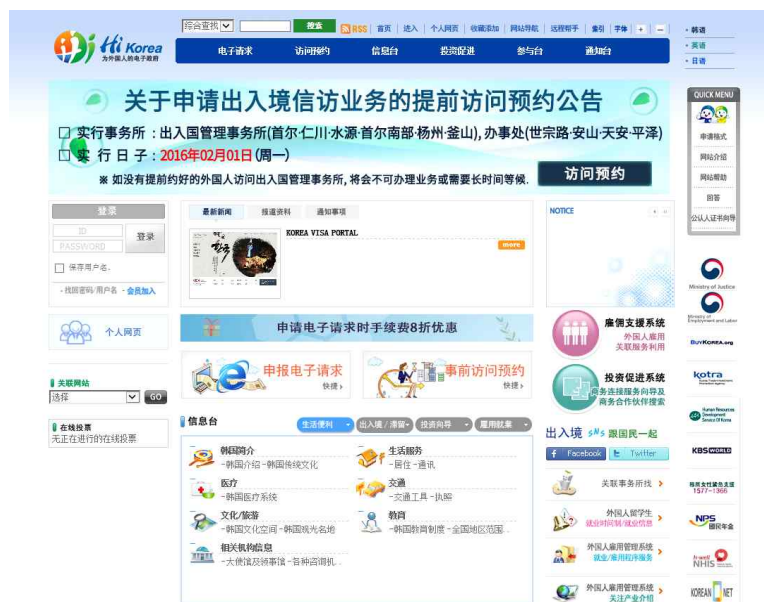 综合查找
搜索
RSS 首页 进入 个人网页 收藏添加 网站导航 远程帮手 索引 字体 + -
Hi Korea
为外国人的电子政府
电子请求 访问预约 信息台 投资促进 参与台 通知台
· 韩语
· 英语
· 日语
关于申请出入境信访业务的提前访问预约公告
实行事务所 : 出入国管理事务所(首尔·仁川·水源·首尔南部·杨州·釜山), 办事处(世宗路·安山·天安·平泽)
实 行 日 子 : 2016年02月01日 (周一)
※ 如没有提前约好的外国人访问出入国管理事务所, 将会不可办理业务或需要长时间等候.
访问预约
QUICK MENU
申请格式
网站介绍
网站帮助
回答
公认人证书向导
登录
ID
PASSWORD
登录
保存用户名.
· 找回密码/用户名 · 会员加入
个人网页
关联网站
选择
GO
在线投票
无正在进行的在线投票
最新新闻 报道资料 通知事项
KOREA VISA PORTAL
more
申请电子请求时手续费8折优惠
申报电子请求
快捷
事前访问预约
快捷
信息台
生活便利 出入境 / 滞留 投资向导 雇用就业
韩国简介
-韩国介绍 -韩国传统文化
生活服务
-居住 -通讯
医疗
-韩国医疗系统
交通
-交通工具 -执照
文化/旅游
-韩国文化空间 -韩国观光名地
教育
-韩国教育制度 -全国地区范围..
相关机构信息
-大使馆及领事馆 -各种咨询机..
NOTICE
雇佣支援系统
外国人雇用
关联服务利用
投资促进系统
商务连接服务向导及
商务合作伙伴搜索
出入境 SNS 跟国民一起
Facebook
Twitter
关联事务所找
外国人留学生
就业时间制/就业信息
外国人雇用管理系统
就业/雇用程序服务
外国人雇用管理系统
关注产业介绍
Ministry of Justice
Ministry of
Employment and Labor
BUYKOREA.org
kotra
Human Resources
Development
Service Of Korea
KBS WORLD
1577-1366
NPS
国民年金
h-well
NHIS
KOREAN NET